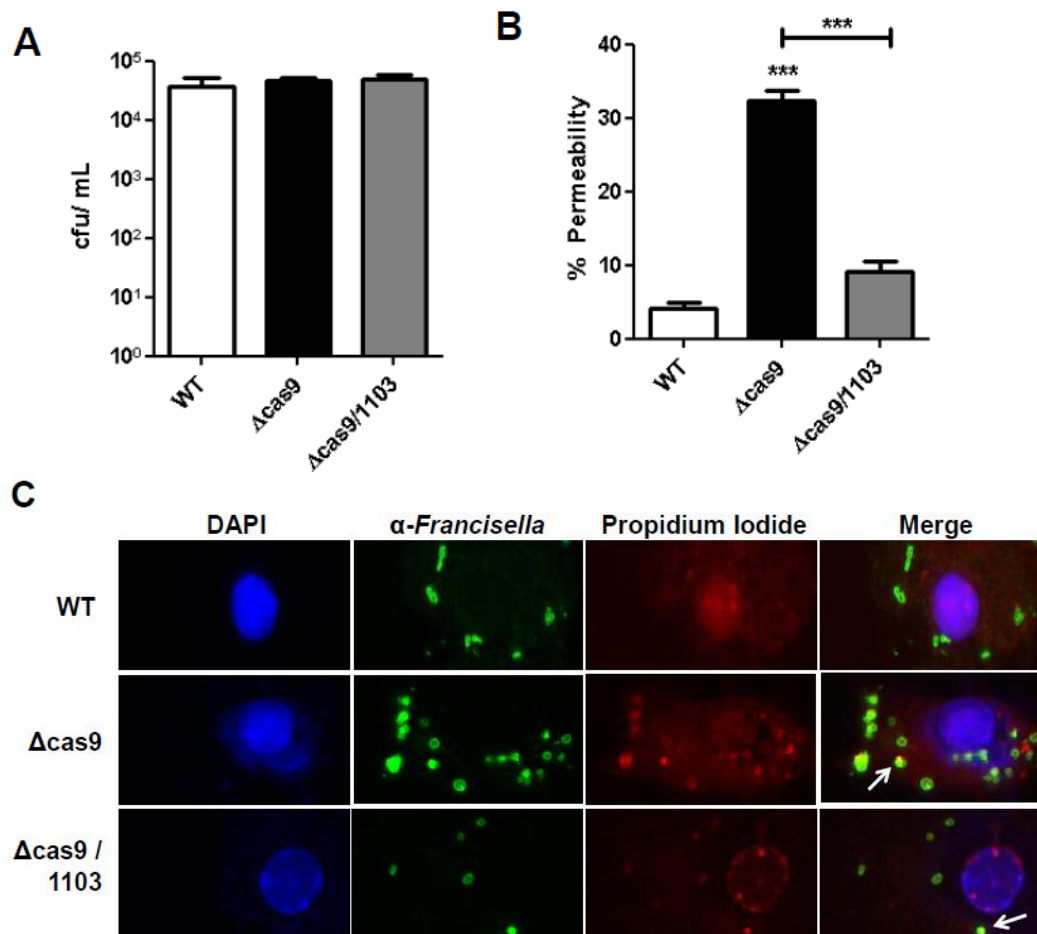 A
10⁵
10⁴
10³
10²
10¹
10⁰
cfu/ mL
WT
Δcas9
Δcas9/1103
B
***
***
40
30
20
10
0
% Permeability
WT
Δcas9
Δcas9/1103
C
DAPI
α-Francisella
Propidium Iodide
Merge
WT
Δcas9
Δcas9 /
1103